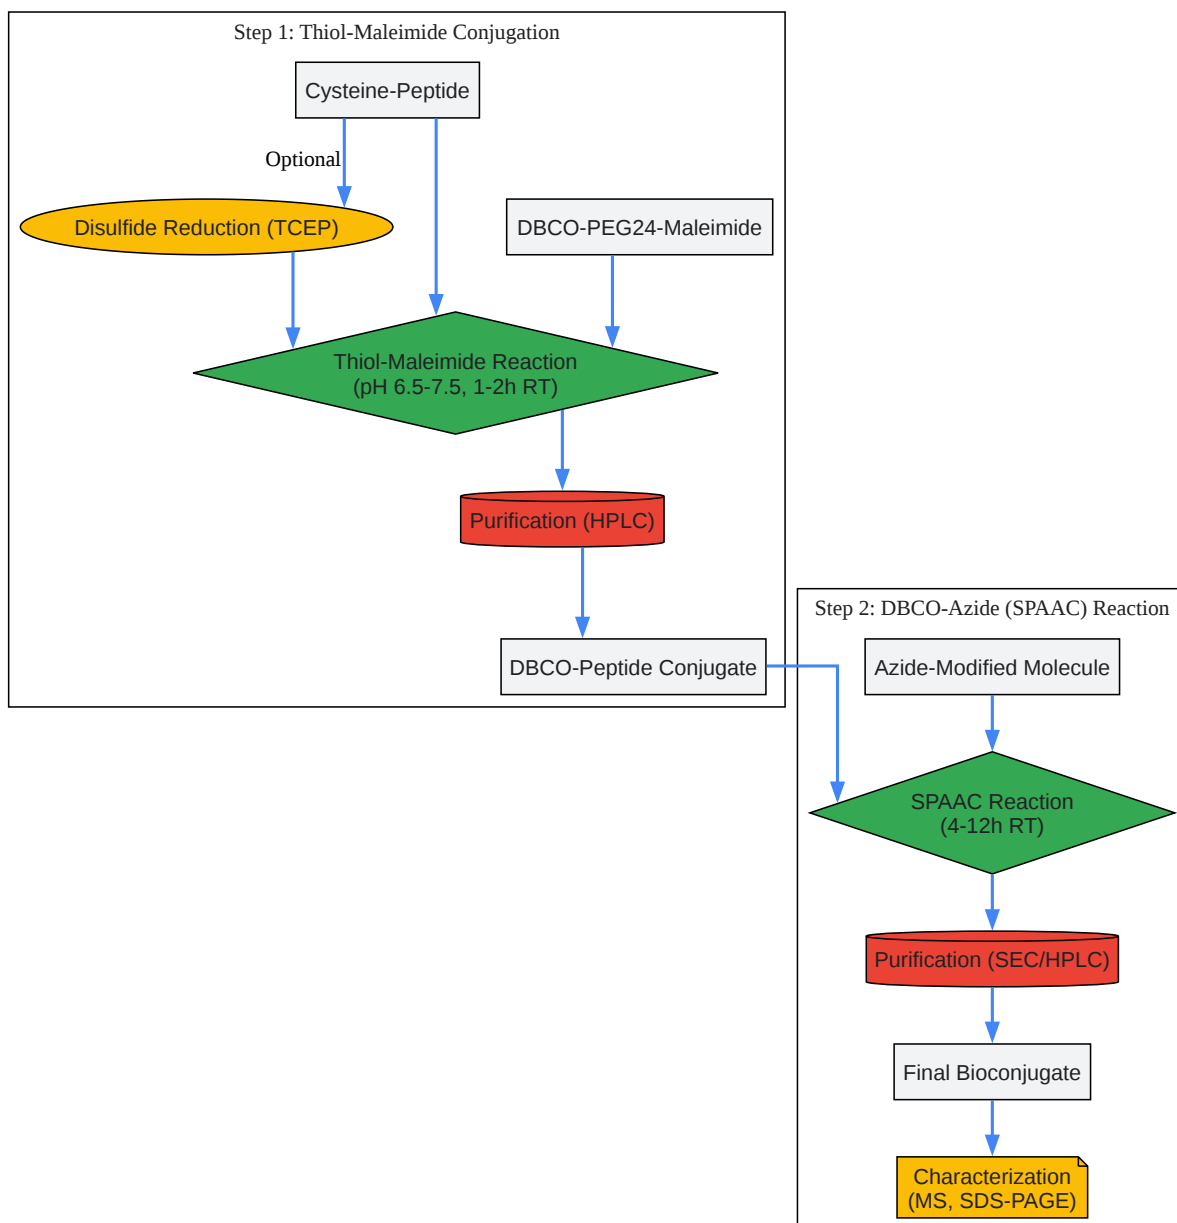 Step 1: Thiol-Maleimide Conjugation
Cysteine-Peptide
Optional
Disulfide Reduction (TCEP)
DBCO-PEG24-Maleimide
Thiol-Maleimide Reaction
(pH 6.5-7.5, 1-2h RT)
Purification (HPLC)
DBCO-Peptide Conjugate
Step 2: DBCO-Azide (SPAAC) Reaction
Azide-Modified Molecule
SPAAC Reaction
(4-12h RT)
Purification (SEC/HPLC)
Final Bioconjugate
Characterization
(MS, SDS-PAGE)